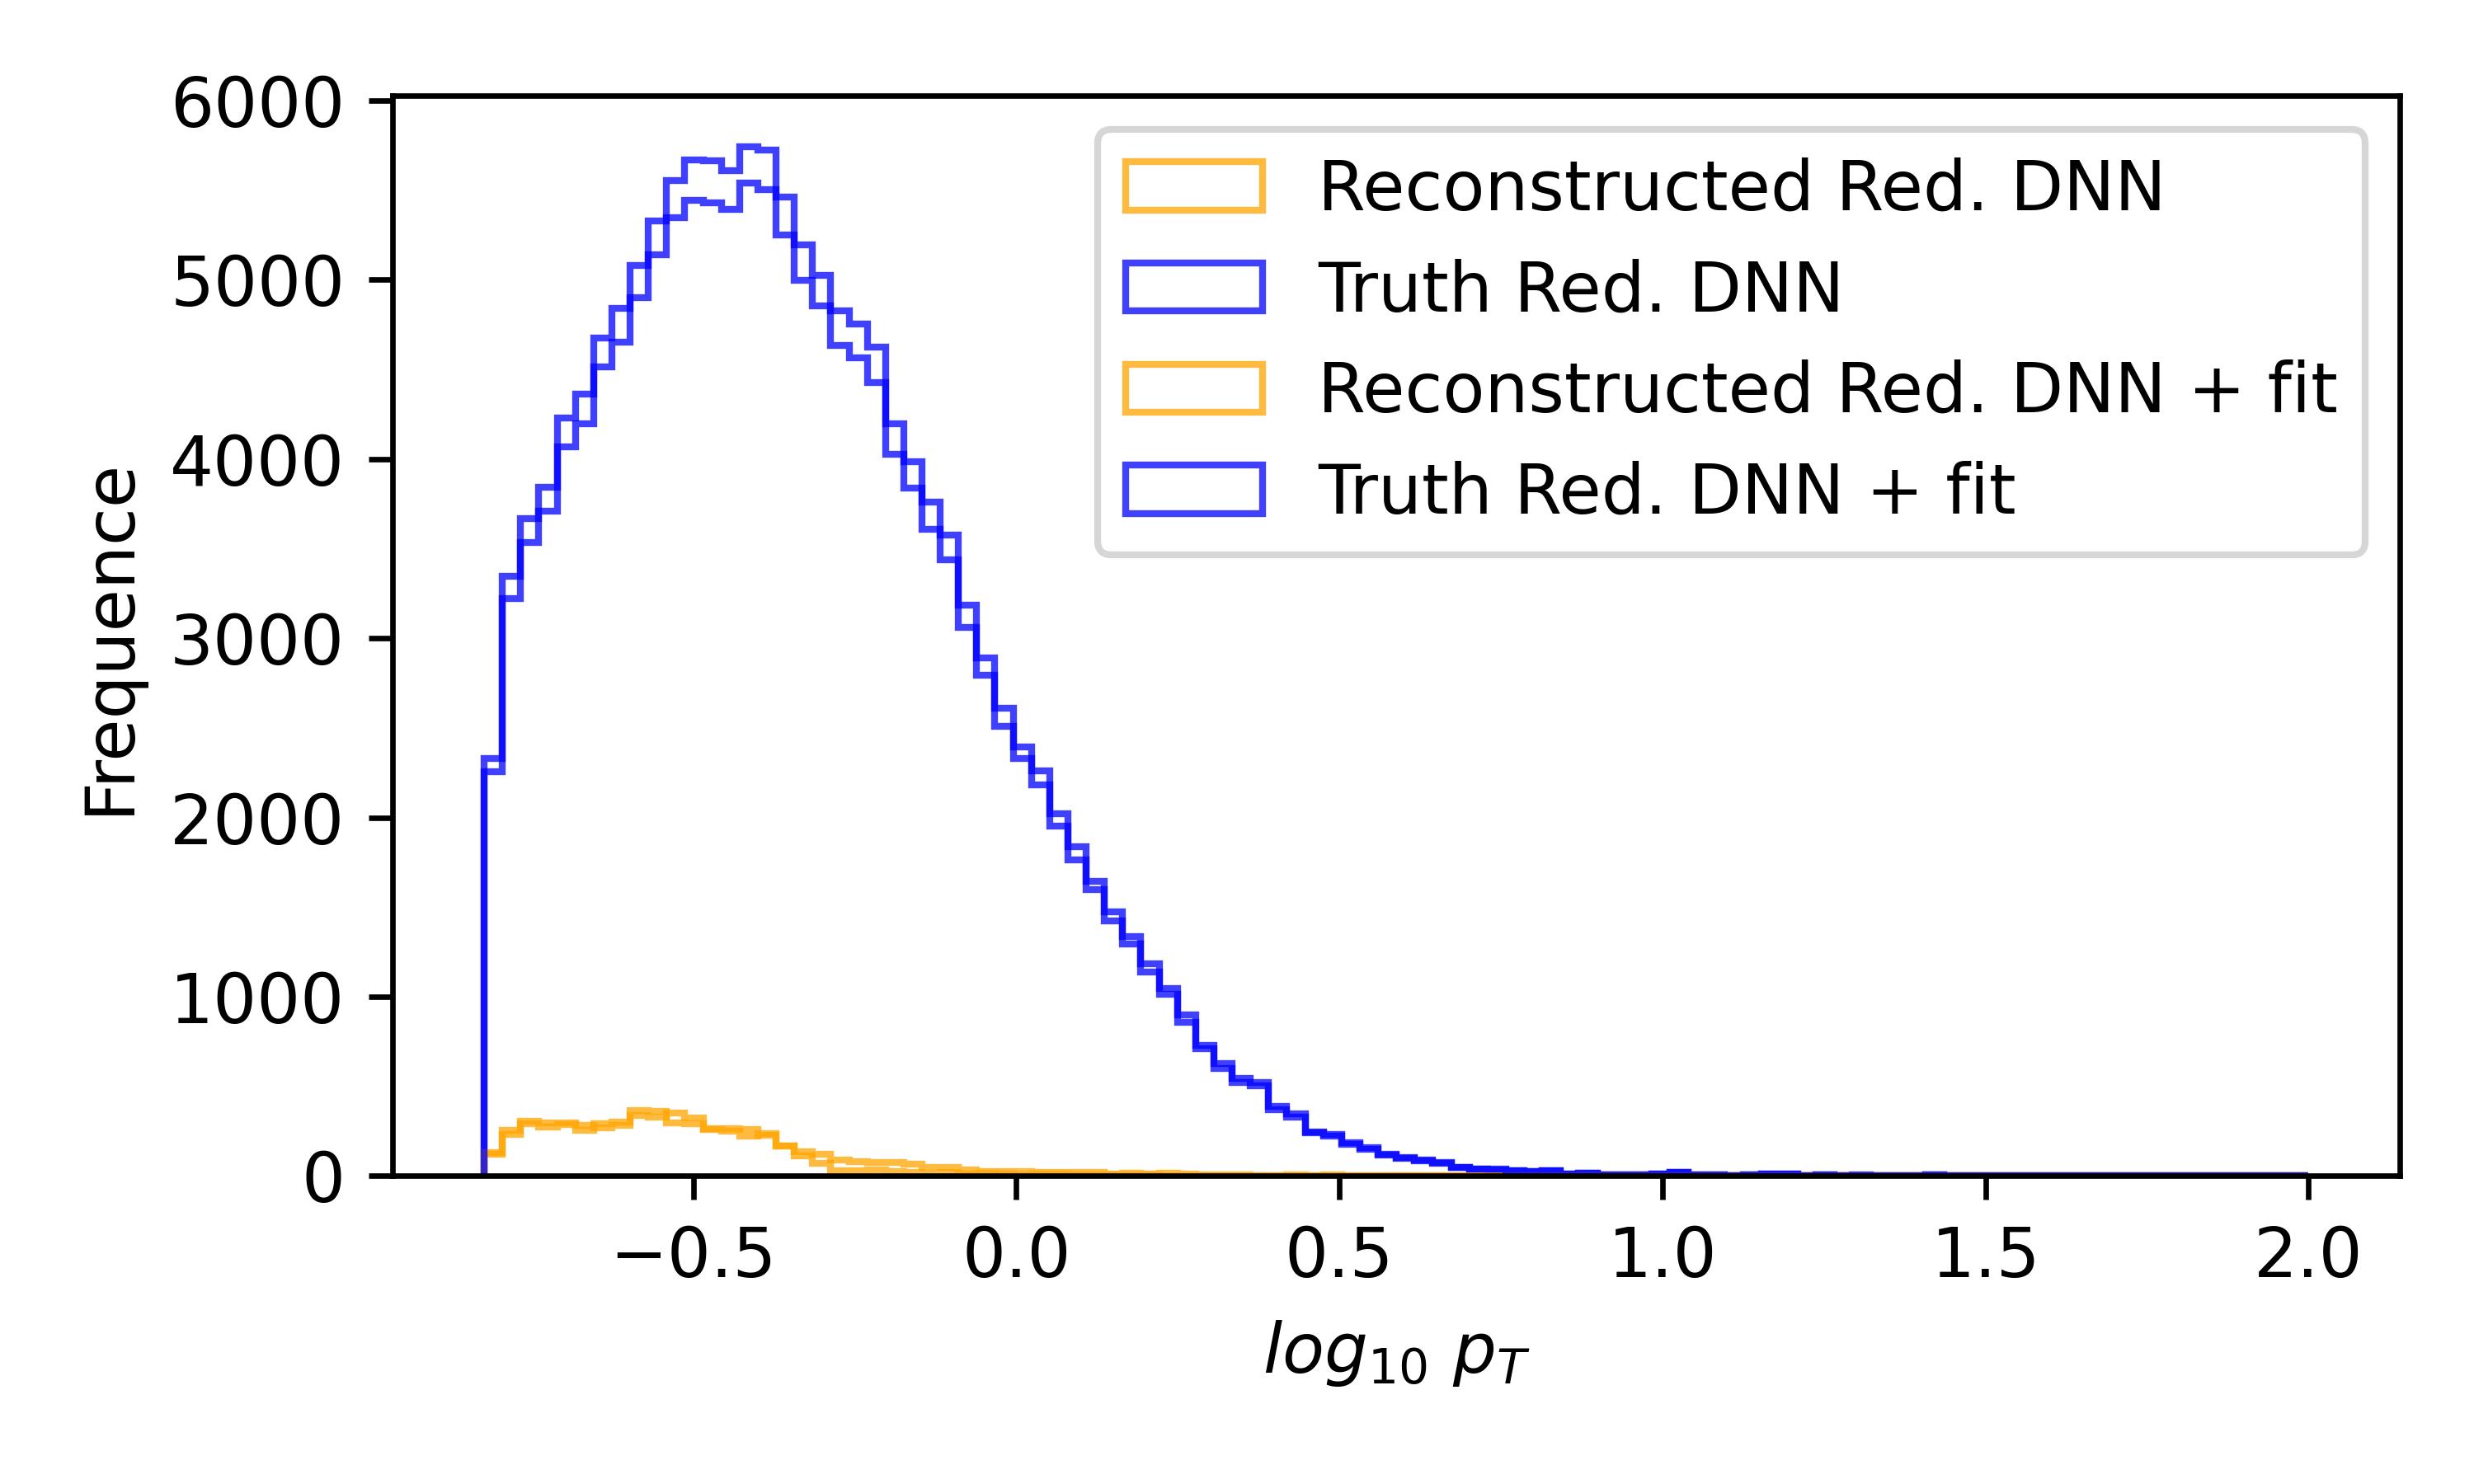 6000
5000
4000
3000
2000
1000
0
Frequence
Reconstructed Red. DNN
Truth Red. DNN
Reconstructed Red. DNN + fit
Truth Red. DNN + fit
−0.5 0.0 0.5 1.0 1.5 2.0
log₁₀ p_T